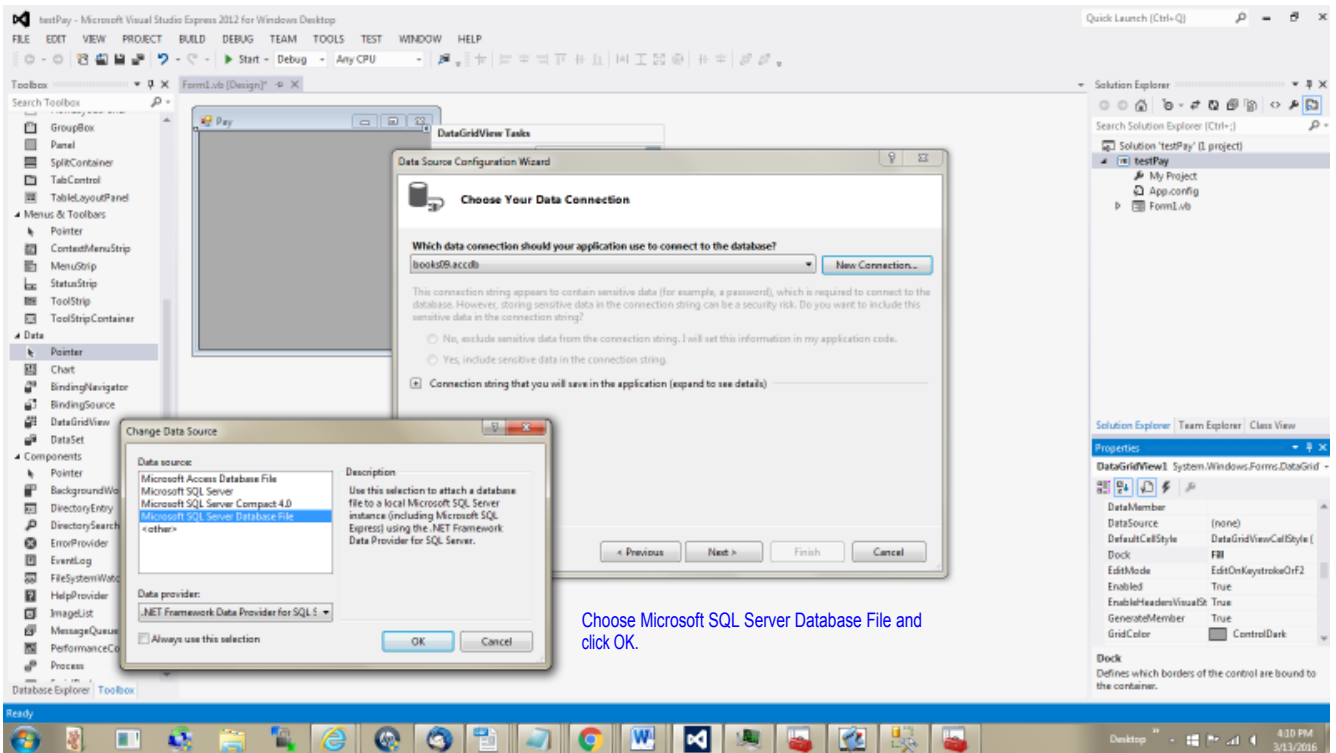 testPay - Microsoft Visual Studio Express 2012 for Windows Desktop
Quick Launch (Ctrl+Q)
FILE EDIT VIEW PROJECT BUILD DEBUG TEAM TOOLS TEST WINDOW HELP
Start Debug Any CPU
Toolbox
Form1.vb [Design]*
Search Toolbox
GroupBox
Panel
SplitContainer
TabControl
TableLayoutPanel
Menus & Toolbars
Pointer
ContextMenuStrip
MenuStrip
StatusStrip
ToolStrip
ToolStripContainer
Data
Pointer
Chart
BindingNavigator
BindingSource
DataGridView
DataSet
Components
Pointer
BackgroundWo
DirectoryEntry
DirectorySearch
ErrorProvider
EventLog
FileSystemWatc
HelpProvider
ImageList
MessageQueue
PerformanceCo
Process
Database Explorer Toolbox
Pay
DataGridView Tasks
Data Source Configuration Wizard
Choose Your Data Connection
Which data connection should your application use to connect to the database?
books09.accdb
New Connection...
This connection string appears to contain sensitive data (for example, a password), which is required to connect to the
database. However, storing sensitive data in the connection string can be a security risk. Do you want to include this
sensitive data in the connection string?
No, exclude sensitive data from the connection string. I will set this information in my application code.
Yes, include sensitive data in the connection string.
Connection string that you will save in the application (expand to see details)
< Previous
Next >
Finish
Cancel
Change Data Source
Data source:
Microsoft Access Database File
Microsoft SQL Server
Microsoft SQL Server Compact 4.0
Microsoft SQL Server Database File
<other>
Description
Use this selection to attach a database
file to a local Microsoft SQL Server
instance (including Microsoft SQL
Express) using the .NET Framework
Data Provider for SQL Server.
Data provider:
.NET Framework Data Provider for SQL S
Always use this selection
OK
Cancel
Choose Microsoft SQL Server Database File and
click OK.
Solution Explorer
Search Solution Explorer (Ctrl+;)
Solution 'testPay' (1 project)
testPay
My Project
App.config
Form1.vb
Solution Explorer Team Explorer Class View
Properties
DataGridView1 System.Windows.Forms.DataGrid
DataMember
DataSource (none)
DefaultCellStyle DataGridViewCellStyle {
Dock Fill
EditMode EditOnKeystrokeOrF2
Enabled True
EnableHeadersVisualSt True
GenerateMember True
GridColor ControlDark
Dock
Defines which borders of the control are bound to
the container.
Ready
Desktop
4:10 PM
3/13/2016